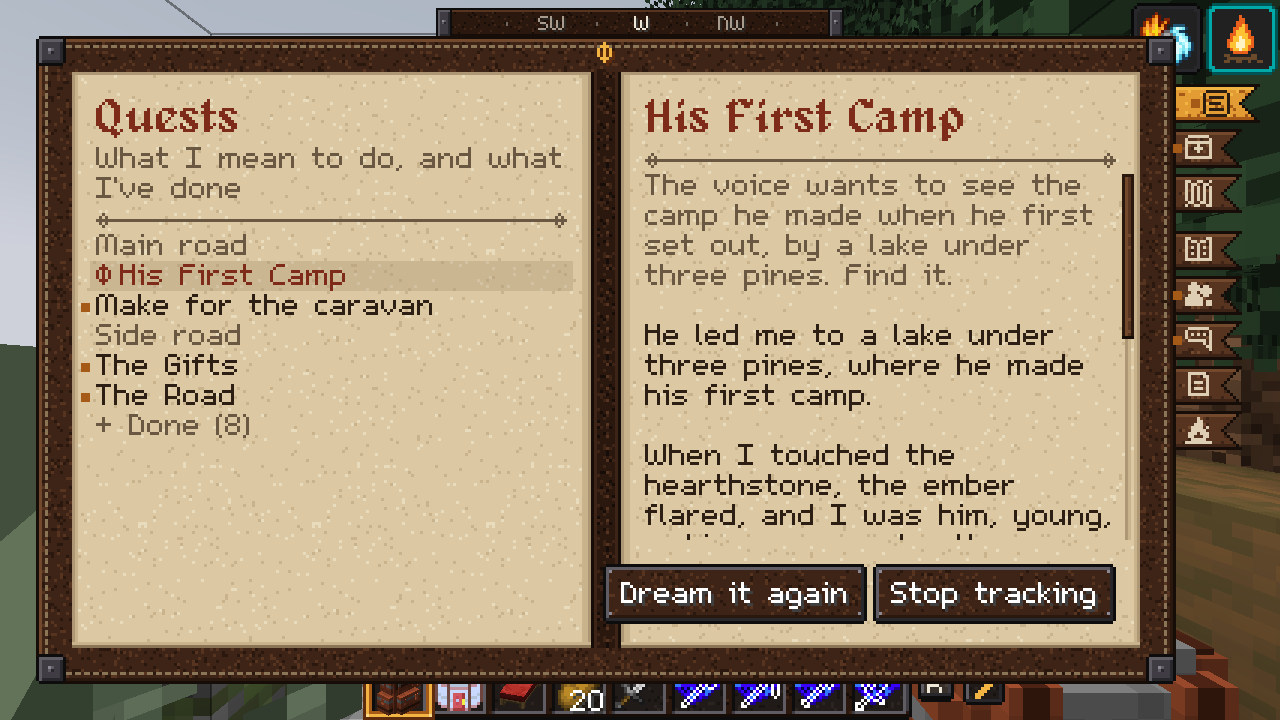 SW · W · NW
Quests
What I mean to do, and what
I've done
Main road
His First Camp
Make for the caravan
Side road
The Gifts
The Road
+ Done (8)
His First Camp
The voice wants to see the
camp he made when he first
set out, by a lake under
three pines. Find it.
He led me to a lake under
three pines, where he made
his first camp.
When I touched the
hearthstone, the ember
flared, and I was him, young,
Dream it again
Stop tracking
20